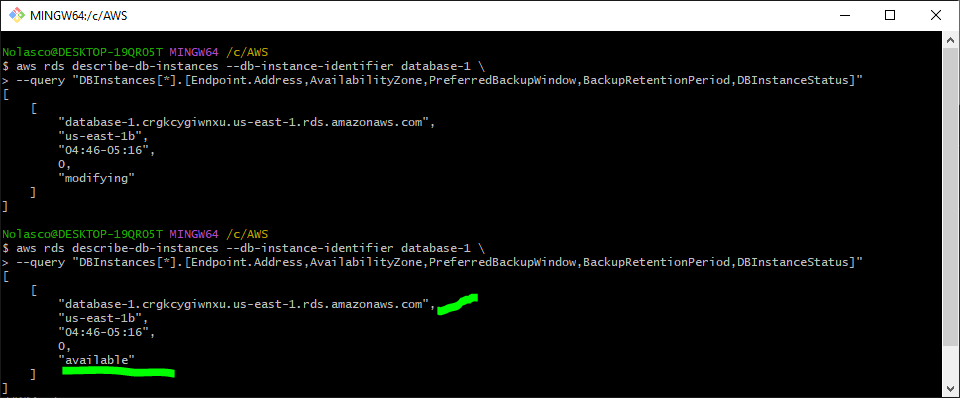 MINGW64:/c/AWS
Nolasco@DESKTOP-19QRO5T MINGW64 /c/AWS
$ aws rds describe-db-instances --db-instance-identifier database-1 \
> --query "DBInstances[*].[Endpoint.Address,AvailabilityZone,PreferredBackupWindow,BackupRetentionPeriod,DBInstanceStatus]"
[
    [
        "database-1.crgkcygiwnxu.us-east-1.rds.amazonaws.com",
        "us-east-1b",
        "04:46-05:16",
        0,
        "modifying"
    ]
]
Nolasco@DESKTOP-19QRO5T MINGW64 /c/AWS
$ aws rds describe-db-instances --db-instance-identifier database-1 \
> --query "DBInstances[*].[Endpoint.Address,AvailabilityZone,PreferredBackupWindow,BackupRetentionPeriod,DBInstanceStatus]"
[
    [
        "database-1.crgkcygiwnxu.us-east-1.rds.amazonaws.com",
        "us-east-1b",
        "04:46-05:16",
        0,
        "available"
    ]
]